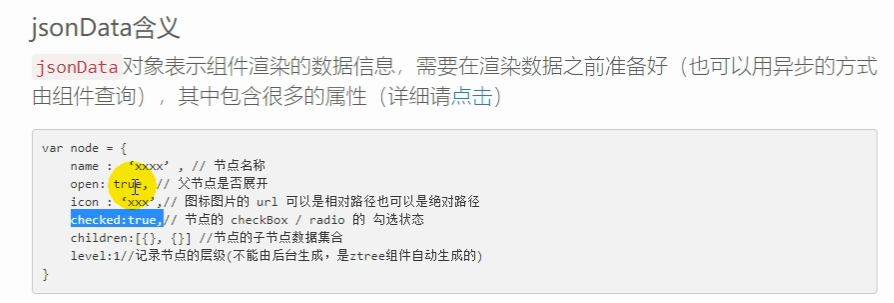 jsonData含义
jsonData对象表示组件渲染的数据信息，需要在渲染数据之前准备好（也可以用异步的方式
由组件查询），其中包含很多的属性（详细请点击）
var node = {
name : ‘xxxx’ , // 节点名称
open: true, // 父节点是否展开
icon : ‘xxx’,// 图标图片的 url 可以是相对路径也可以是绝对路径
checked:true,// 节点的 checkBox / radio 的 勾选状态
children:[{}, {}] //节点的子节点数据集合
level:1//记录节点的层级(不能由后台生成，是ztree组件自动生成的)
}